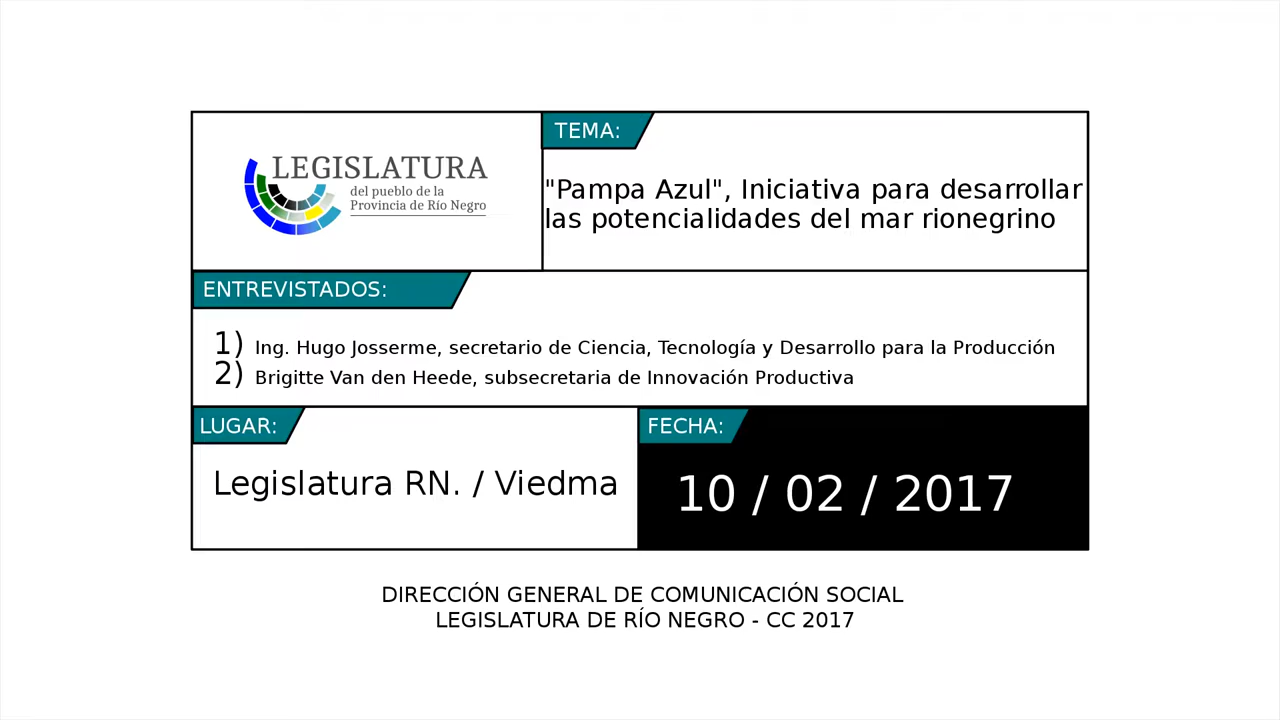 LEGISLATURA
del pueblo de la
Provincia de Río Negro
TEMA:
"Pampa Azul", Iniciativa para desarrollar
las potencialidades del mar rionegrino
ENTREVISTADOS:
1) Ing. Hugo Josserme, secretario de Ciencia, Tecnología y Desarrollo para la Producción
2) Brigitte Van den Heede, subsecretaria de Innovación Productiva
LUGAR:
Legislatura RN. / Viedma
FECHA:
10 / 02 / 2017
DIRECCIÓN GENERAL DE COMUNICACIÓN SOCIAL
LEGISLATURA DE RÍO NEGRO - CC 2017